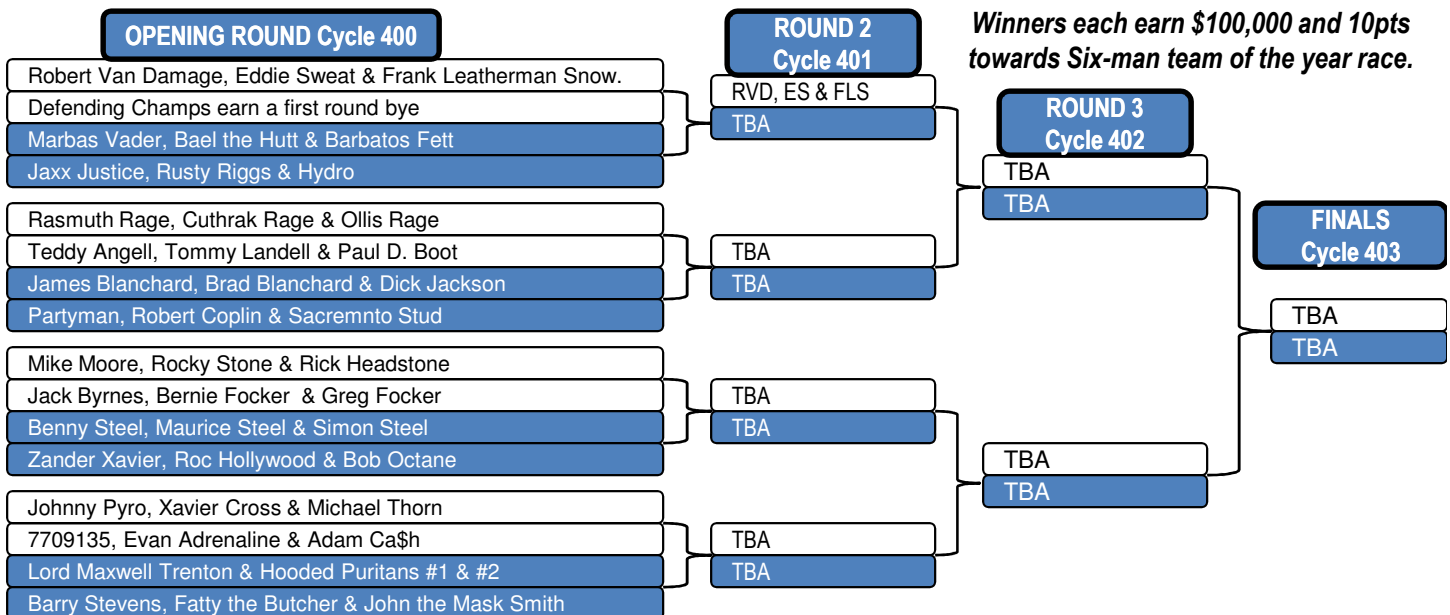 OPENING ROUND Cycle 400
Robert Van Damage, Eddie Sweat & Frank Leatherman Snow.
Defending Champs earn a first round bye
Marbas Vader, Bael the Hutt & Barbatos Fett
Jaxx Justice, Rusty Riggs & Hydro
Rasmuth Rage, Cuthrak Rage & Ollis Rage
Teddy Angell, Tommy Landell & Paul D. Boot
James Blanchard, Brad Blanchard & Dick Jackson
Partyman, Robert Coplin & Sacremnto Stud
Mike Moore, Rocky Stone & Rick Headstone
Jack Byrnes, Bernie Focker & Greg Focker
Benny Steel, Maurice Steel & Simon Steel
Zander Xavier, Roc Hollywood & Bob Octane
Johnny Pyro, Xavier Cross & Michael Thorn
7709135, Evan Adrenaline & Adam Ca$h
Lord Maxwell Trenton & Hooded Puritans #1 & #2
Barry Stevens, Fatty the Butcher & John the Mask Smith
ROUND 2
Cycle 401
RVD, ES & FLS
TBA
TBA
TBA
TBA
TBA
TBA
TBA
Winners each earn $100,000 and 10pts
towards Six-man team of the year race.
ROUND 3
Cycle 402
TBA
TBA
TBA
TBA
FINALS
Cycle 403
TBA
TBA